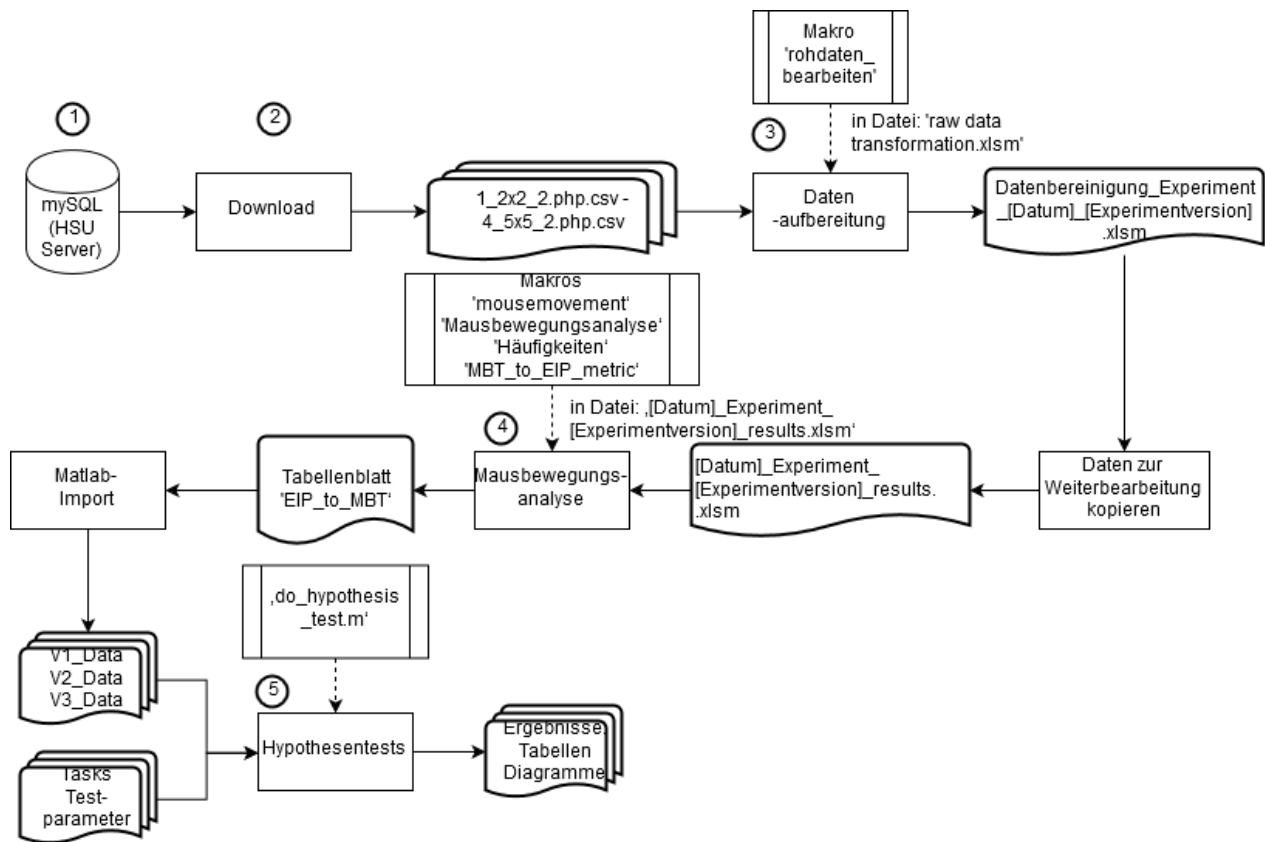 Makro
'rohdaten_
bearbeiten'
1
2
3
in Datei: 'raw data
transformation.xlsm'
mySQL
(HSU
Server)
Download
1_2x2_2.php.csv -
4_5x5_2.php.csv
Daten
-aufbereitung
Datenbereinigung_Experiment
_[Datum]_[Experimentversion]
.xlsm
Makros
'mousemovement‘
'Mausbewegungsanalyse‘
'Häufigkeiten‘
'MBT_to_EIP_metric‘
in Datei: ‚[Datum]_Experiment_
[Experimentversion]_results.xlsm‘
4
Matlab-
Import
Tabellenblatt
'EIP_to_MBT‘
Mausbewegungs-
analyse
[Datum]_Experiment_
[Experimentversion]_results.
.xlsm
Daten zur
Weiterbearbeitung
kopieren
‚do_hypothesis
_test.m‘
V1_Data
V2_Data
V3_Data
5
Hypothesentests
Ergebnisse:
Tabellen
Diagramme
Tasks
Test-
parameter